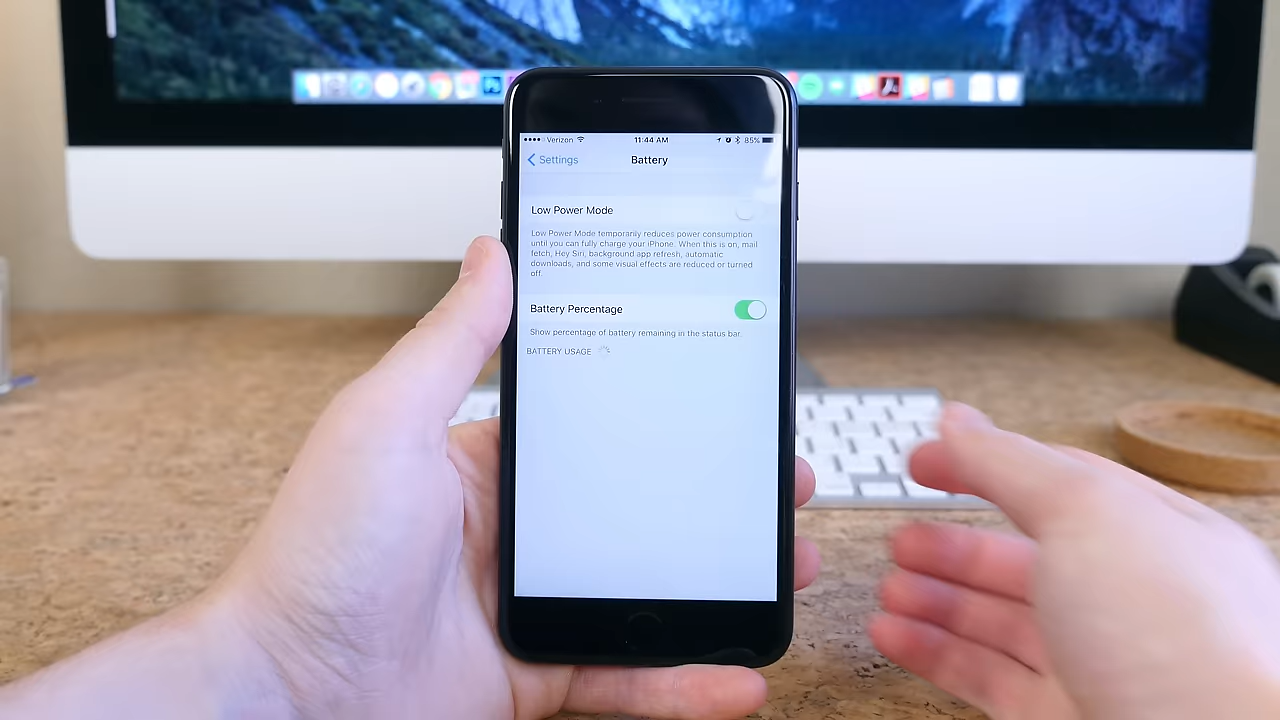 Verizon 11:44 AM 85%
Settings Battery
Low Power Mode
Low Power Mode temporarily reduces power consumption
until you can fully charge your iPhone. When this is on, mail
fetch, Hey Siri, background app refresh, automatic
downloads, and some visual effects are reduced or turned
off.
Battery Percentage
Show percentage of battery remaining in the status bar.
BATTERY USAGE
Ps